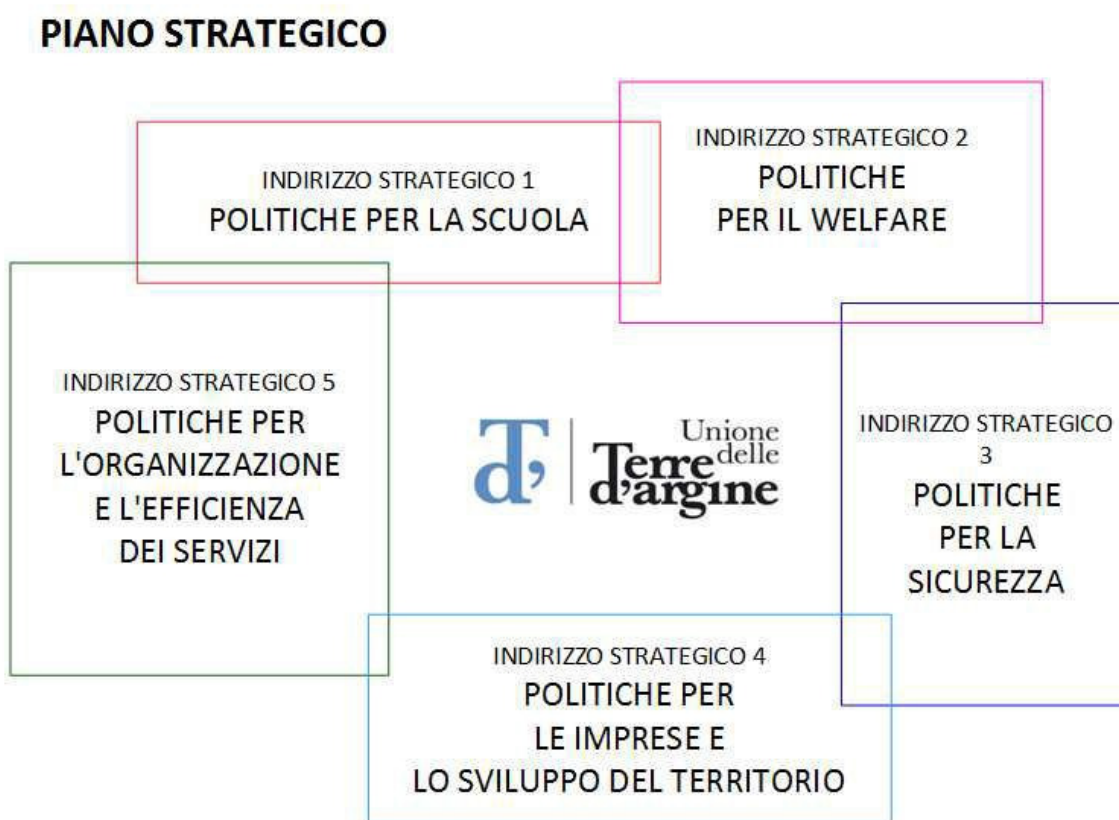 PIANO STRATEGICO
INDIRIZZO STRATEGICO 1
POLITICHE PER LA SCUOLA
INDIRIZZO STRATEGICO 2
POLITICHE
PER IL WELFARE
INDIRIZZO STRATEGICO
3
POLITICHE
PER LA
SICUREZZA
INDIRIZZO STRATEGICO 4
POLITICHE PER
LE IMPRESE E
LO SVILUPPO DEL TERRITORIO
INDIRIZZO STRATEGICO 5
POLITICHE PER
L'ORGANIZZAZIONE
E L'EFFICIENZA
DEI SERVIZI
Td'
Unione
delle
Terre
d'argine